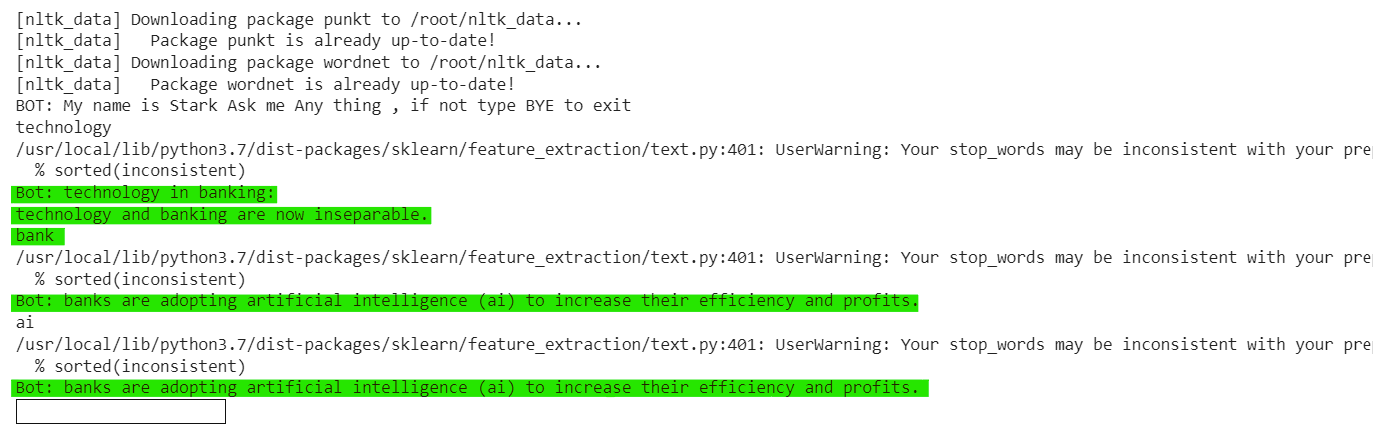 [nltk_data] Downloading package punkt to /root/nltk_data...
[nltk_data]   Package punkt is already up-to-date!
[nltk_data] Downloading package wordnet to /root/nltk_data...
[nltk_data]   Package wordnet is already up-to-date!
BOT: My name is Stark Ask me Any thing , if not type BYE to exit
technology
/usr/local/lib/python3.7/dist-packages/sklearn/feature_extraction/text.py:401: UserWarning: Your stop_words may be inconsistent with your
  % sorted(inconsistent)
Bot: technology in banking:
technology and banking are now inseparable.
bank
/usr/local/lib/python3.7/dist-packages/sklearn/feature_extraction/text.py:401: UserWarning: Your stop_words may be inconsistent with your
  % sorted(inconsistent)
Bot: banks are adopting artificial intelligence (ai) to increase their efficiency and profits.
ai
/usr/local/lib/python3.7/dist-packages/sklearn/feature_extraction/text.py:401: UserWarning: Your stop_words may be inconsistent with your
  % sorted(inconsistent)
Bot: banks are adopting artificial intelligence (ai) to increase their efficiency and profits.